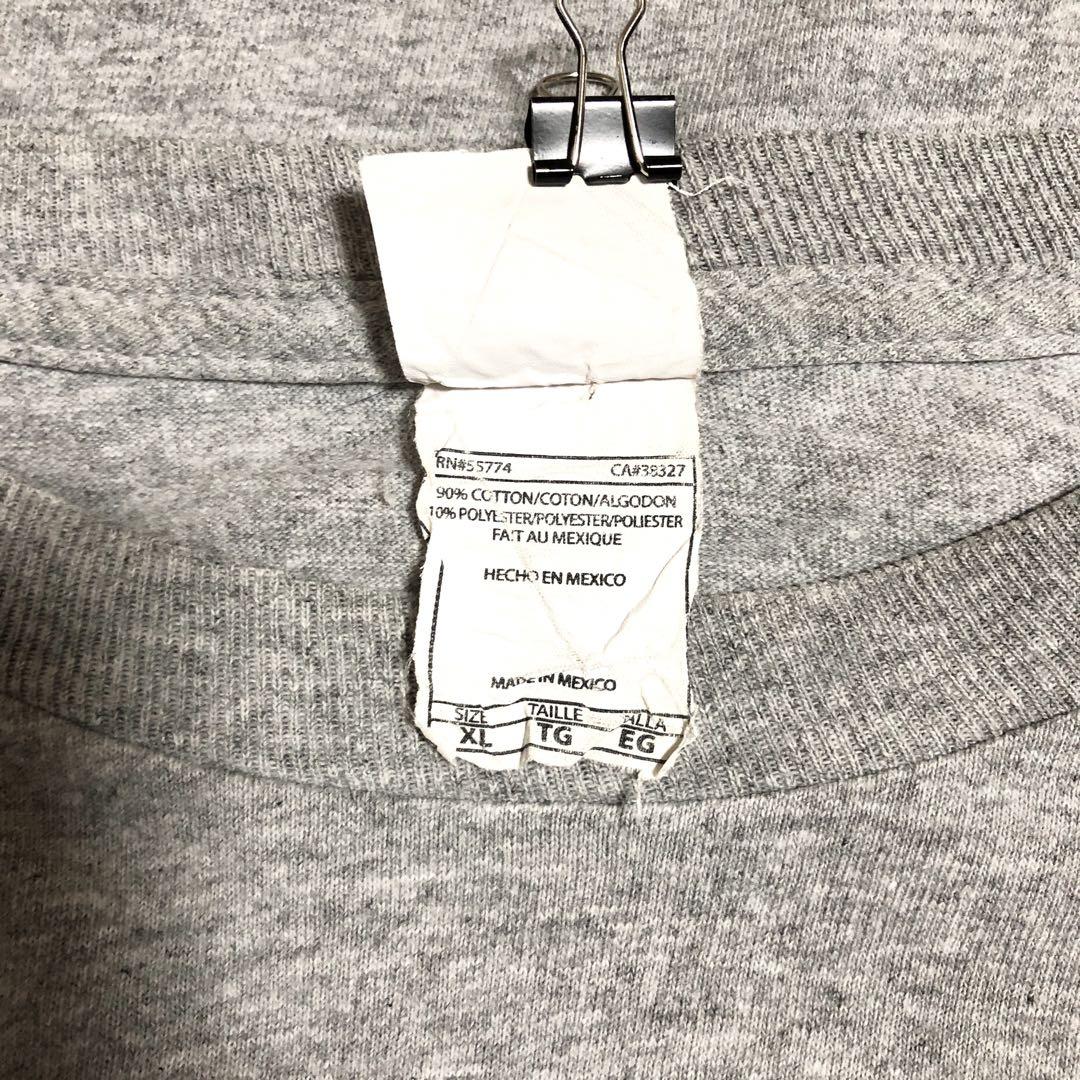 RN#55774 CA#38327
90% COTTON/COTON/ALGODON
10% POLYESTER/POLYESTER/POLIESTER
FAIT AU MEXIQUE
HECHO EN MEXICO
MADE IN MEXICO
SIZE TAILLE TALLA
XL TG EG